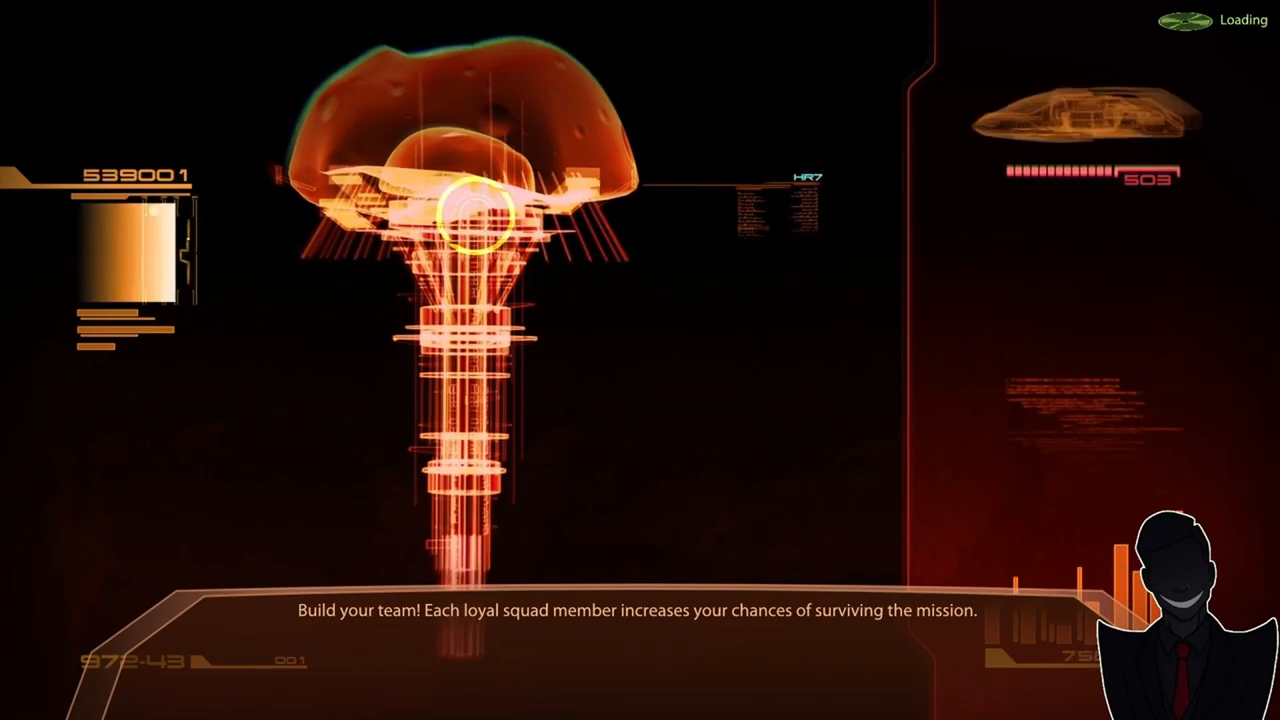 Loading
539001
HR7
503
Build your team! Each loyal squad member increases your chances of surviving the mission.
972-43
001